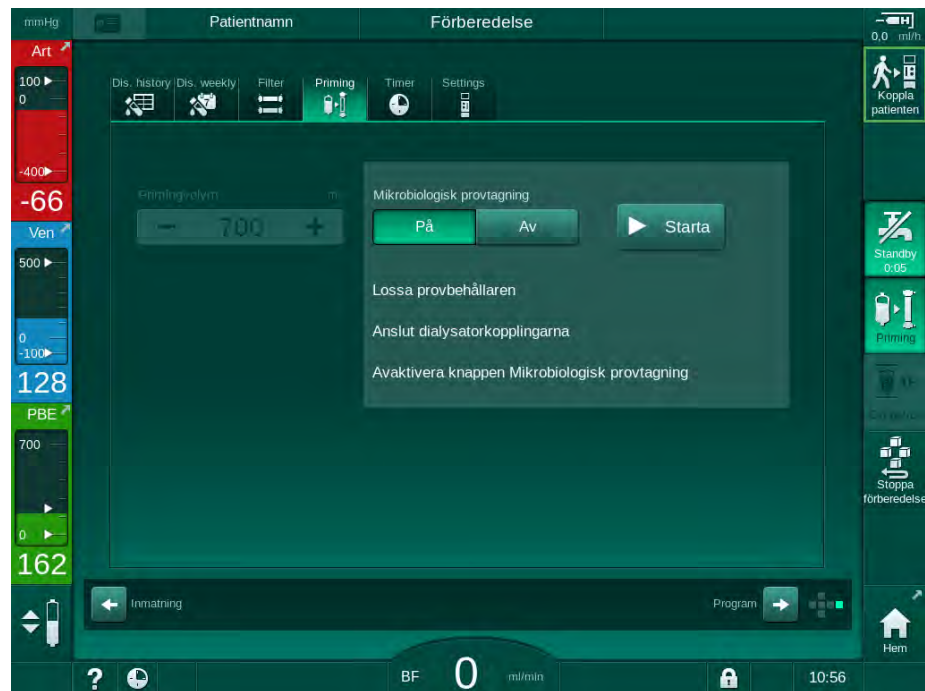 mmHg
Patientnamn
Förberedelse
0,0 ml/h
Art
100
0
-400
-66
Ven
500
0
-100
128
PBE
700
0
162
Dis. history
Dis. weekly
Filter
Priming
Timer
Settings
Primingvolym
- 700 +
Mikrobiologisk provtagning
På
Av
Starta
Lossa provbehållaren
Anslut dialysatorkopplingarna
Avaktivera knappen Mikrobiologisk provtagning
Koppla
patienten
Standby
0:05
Priming
Stoppa
förberedelse
Inmatning
Program
Hem
?
BF 0 ml/min
10:56